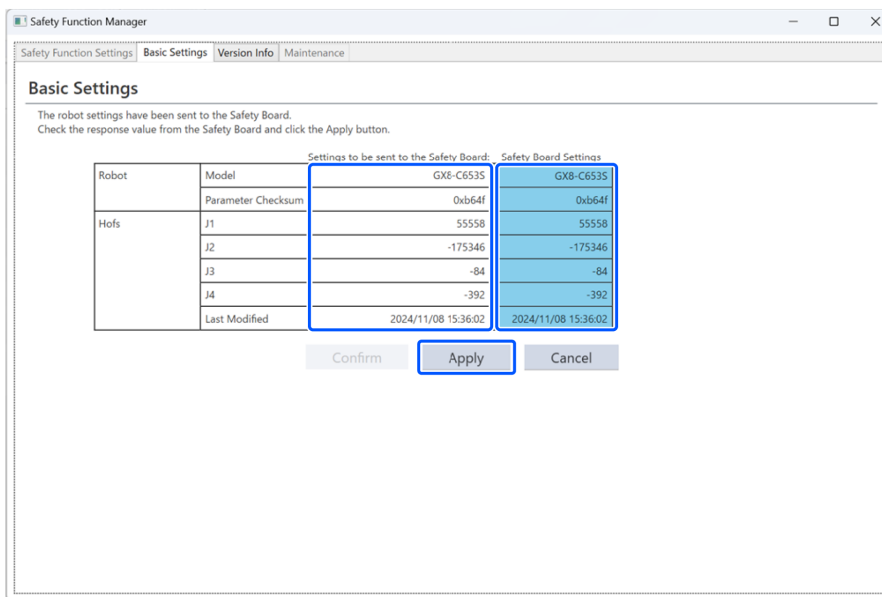 Safety Function Manager
Safety Function Settings Basic Settings Version Info Maintenance
Basic Settings
The robot settings have been sent to the Safety Board.
Check the response value from the Safety Board and click the Apply button.
Settings to be sent to the Safety Board: Safety Board Settings
Robot Model GX8-C653S GX8-C653S
Parameter Checksum 0xb64f 0xb64f
Hofs J1 55558 55558
J2 -175346 -175346
J3 -84 -84
J4 -392 -392
Last Modified 2024/11/08 15:36:02 2024/11/08 15:36:02
Confirm Apply Cancel